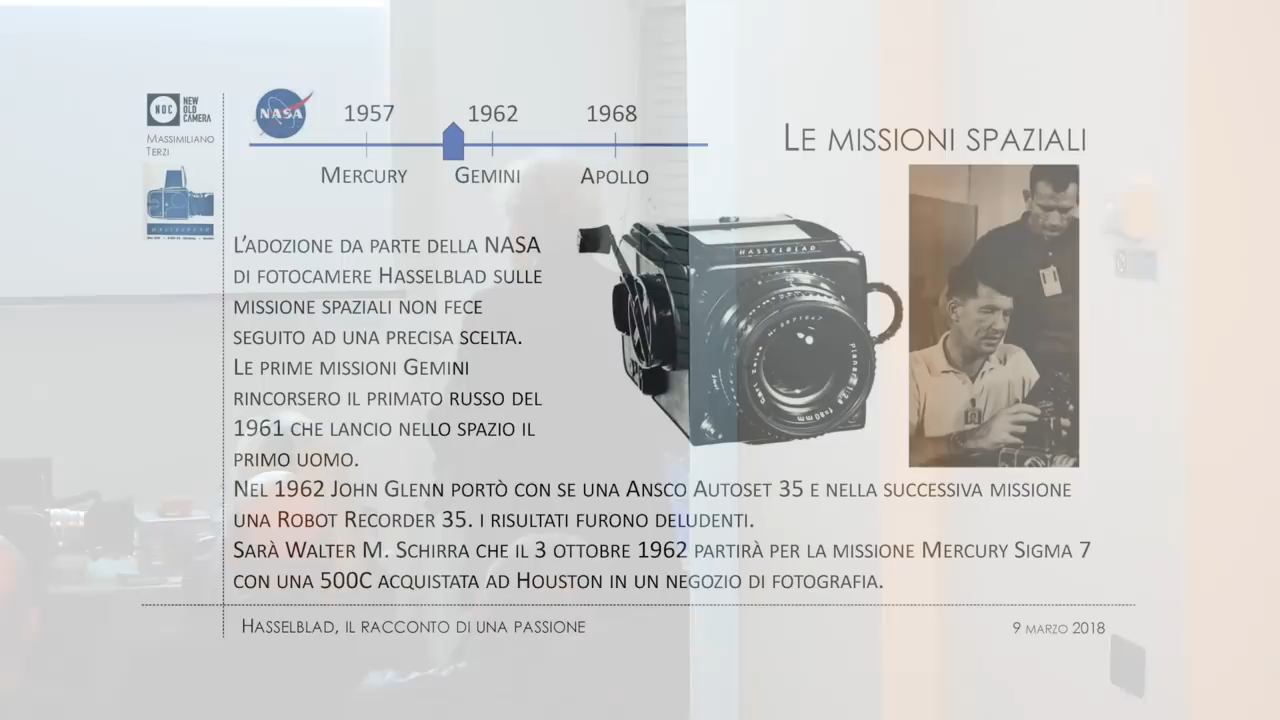 NOC NEW
OLD
CAMERA
Massimiliano
Terzi
HASSELBLAD
NASA
1957 1962 1968
Mercury Gemini Apollo
Le missioni spaziali
L'adozione da parte della NASA
di fotocamere Hasselblad sulle
missione spaziali non fece
seguito ad una precisa scelta.
Le prime missioni Gemini
rincorsero il primato russo del
1961 che lancio nello spazio il
primo uomo.
Nel 1962 John Glenn portò con se una Ansco Autoset 35 e nella successiva missione
una Robot Recorder 35. I risultati furono deludenti.
Sarà Walter M. Schirra che il 3 ottobre 1962 partirà per la missione Mercury Sigma 7
con una 500C acquistata ad Houston in un negozio di fotografia.
HASSELBLAD
Carl Zeiss
Planar 1:2,8 f=80mm
Hasselblad, il racconto di una passione
9 marzo 2018